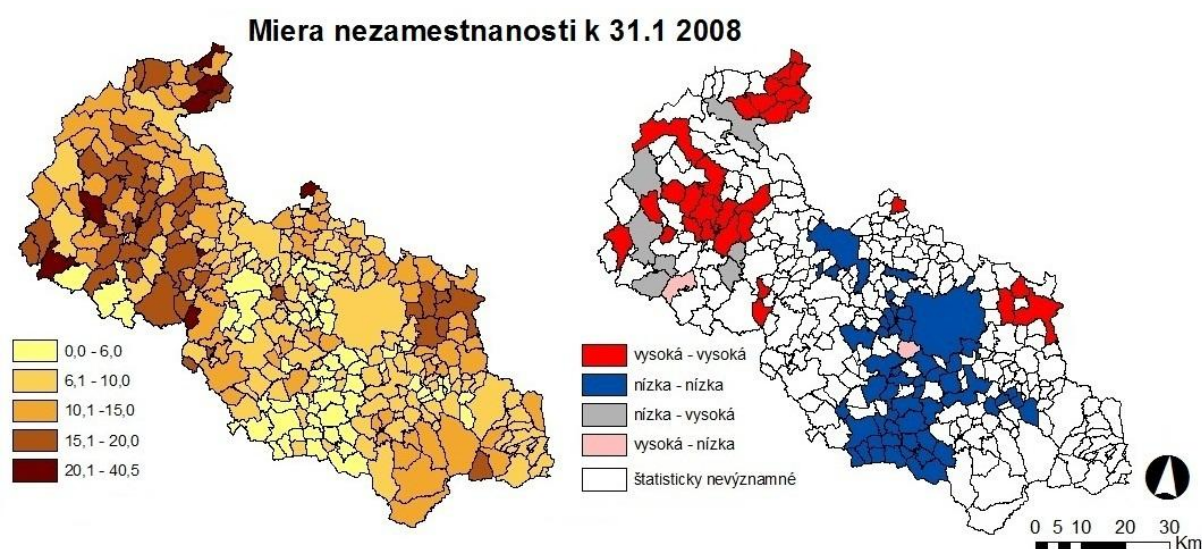 Miera nezamestnanosti k 31.1 2008
0,0 - 6,0
6,1 - 10,0
10,1 -15,0
15,1 - 20,0
20,1 - 40,5
vysoká - vysoká
nízka - nízka
nízka - vysoká
vysoká - nízka
štatisticky nevýznamné
0 5 10 20 30
Km